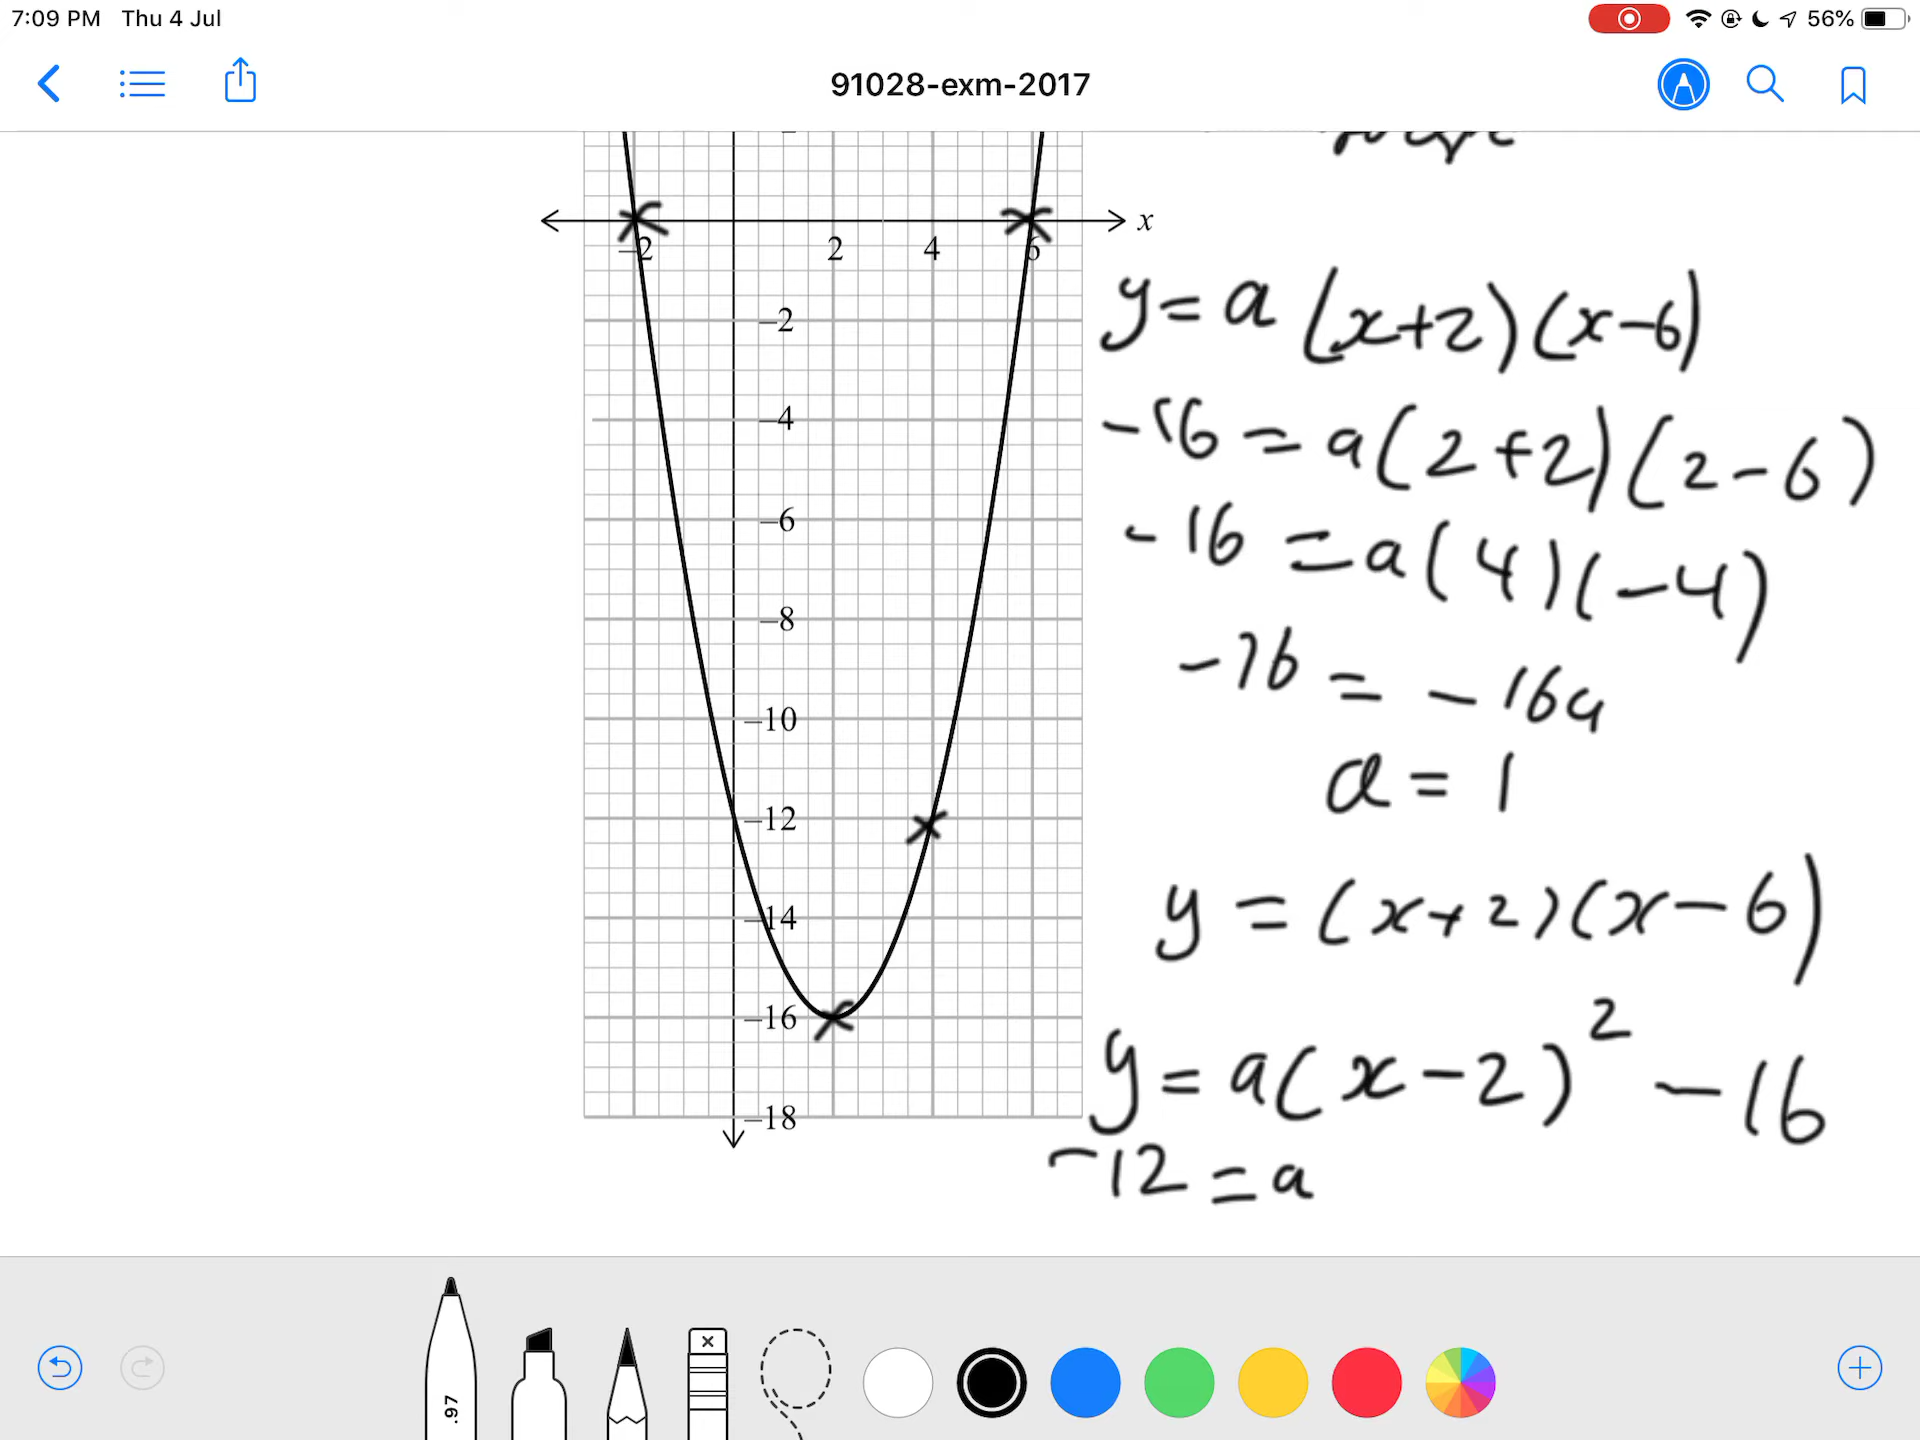 7:09 PM Thu 4 Jul
56%
91028-exm-2017
x
–2 2 4 6
–2
–4
–6
–8
–10
–12
–14
–16
–18
y = a (x+2)(x-6)
-16 = a(2+2)(2-6)
-16 = a(4)(-4)
-16 = -16a
a = 1
y = (x+2)(x-6)
y = a(x-2)² -16
-12 = a
.97